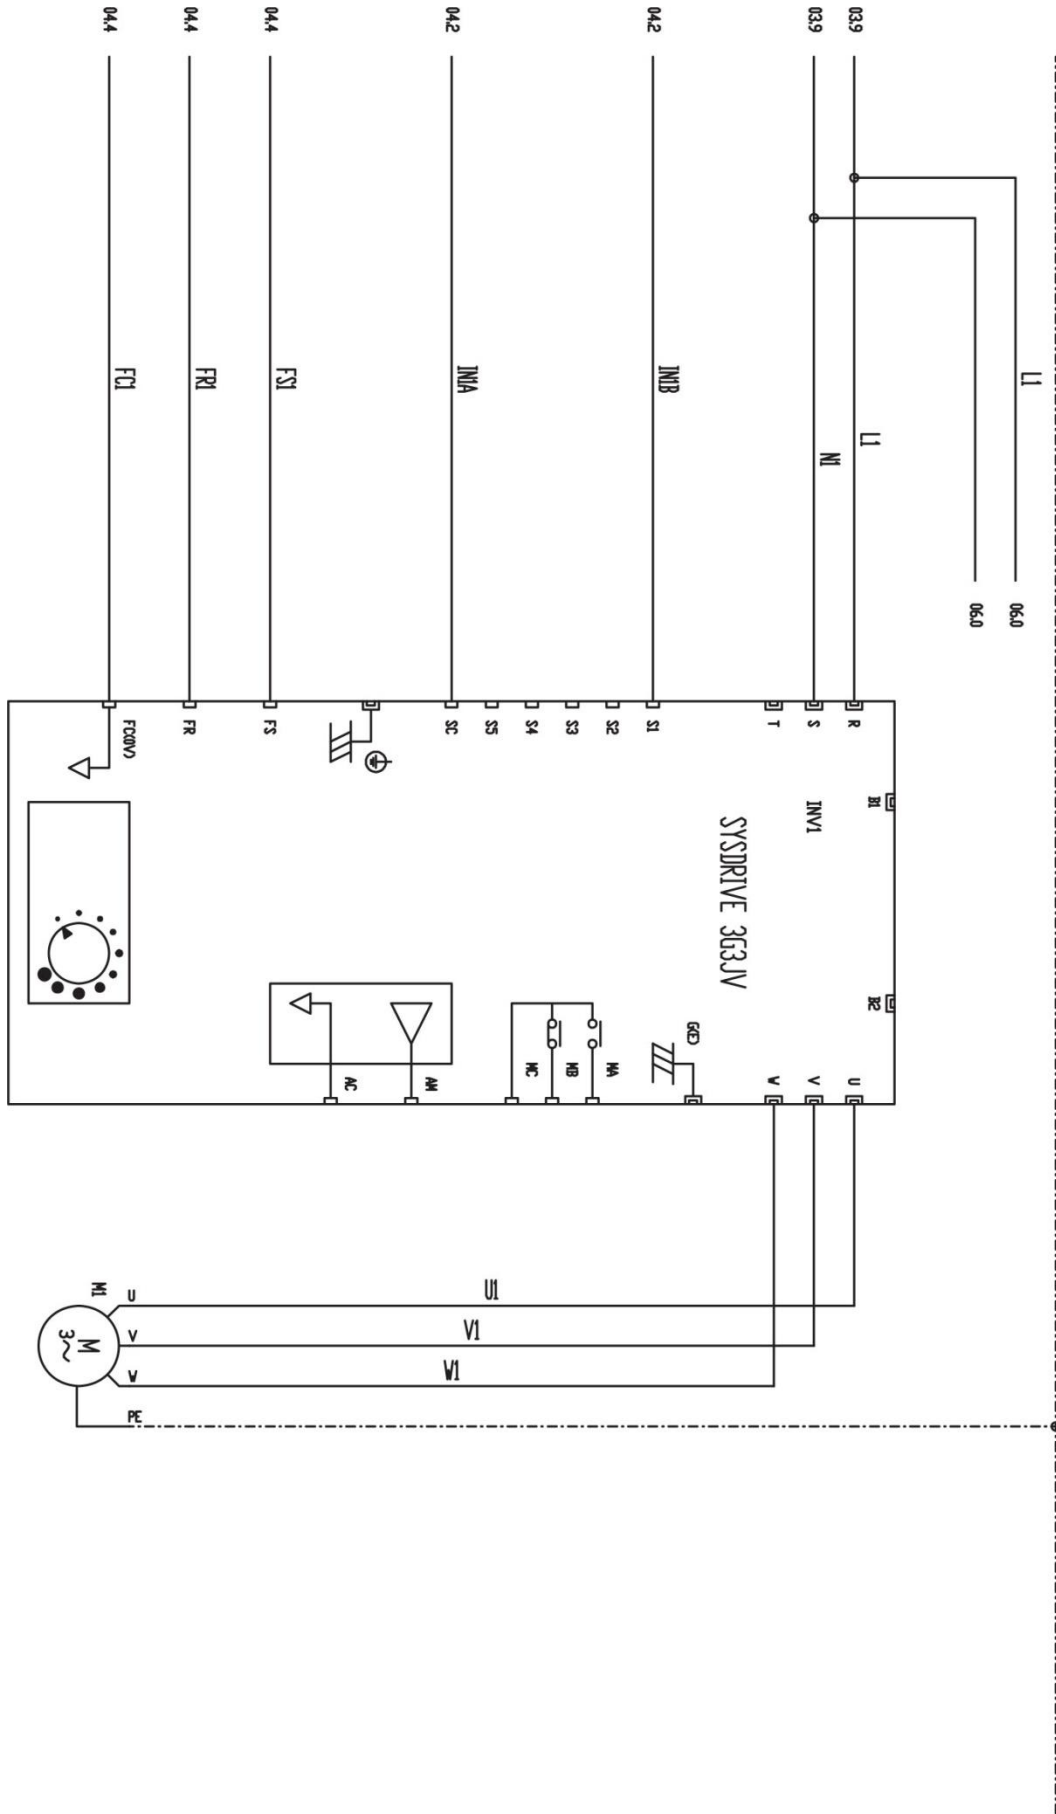 L1
06.0
06.0
B1
B2
03.9
L1
R
U
03.9
N1
S
INV1
V
T
W
SYSDRIVE 3G3JV
G(E)
04.2
IN1B
S1
S2
MA
S3
MB
S4
MC
S5
04.2
IN1A
SC
AM
AC
04.4
FS1
FS
04.4
FR1
FR
04.4
FC1
FC(0V)
U1
V1
W1
U
V
W
PE
M1
M
3~